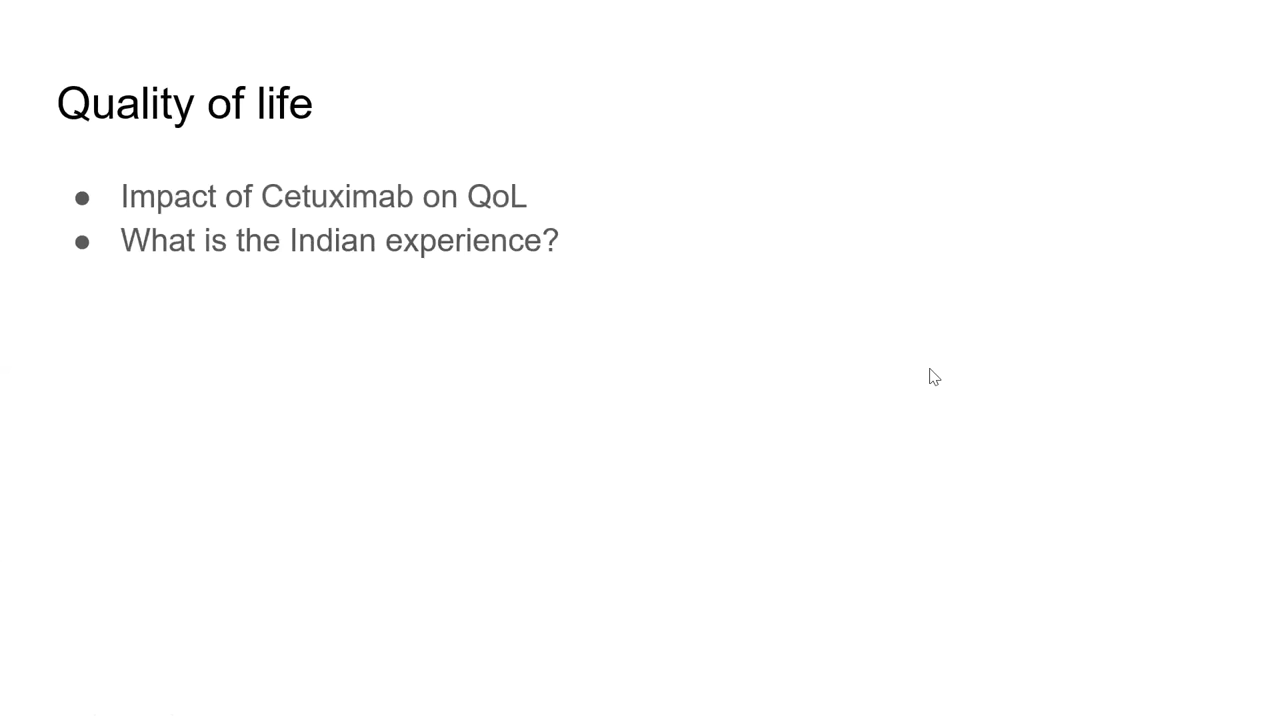 Quality of life
● Impact of Cetuximab on QoL
● What is the Indian experience?